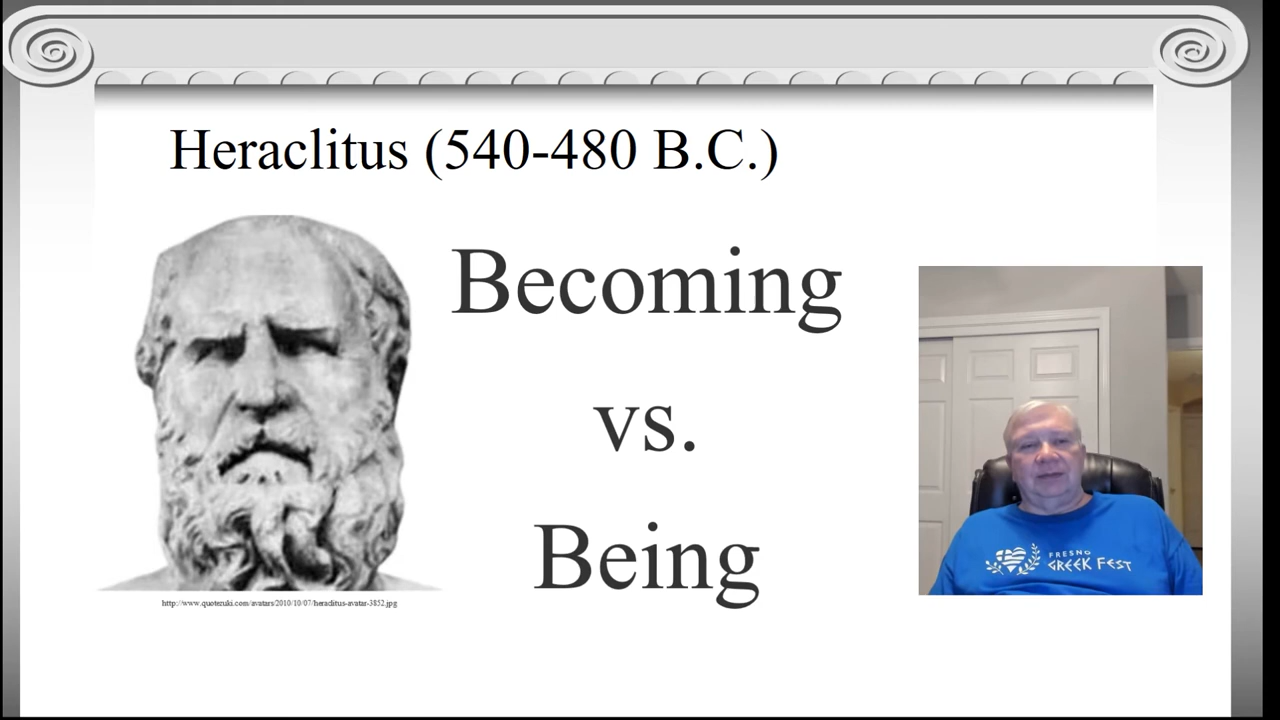 Heraclitus (540-480 B.C.)
Becoming
vs.
Being
http://www.quotezuki.com/avatars/2010/10/07/heraclitus-avatar-3852.jpg
FRESNO
GREEK FEST